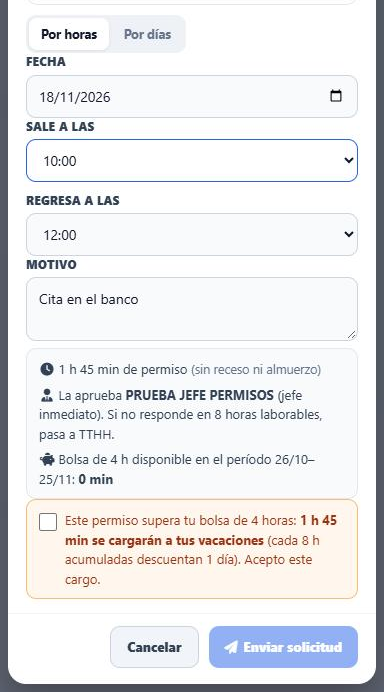 Por horas Por días
FECHA
18/11/2026
SALE A LAS
10:00
REGRESA A LAS
12:00
MOTIVO
Cita en el banco
1 h 45 min de permiso (sin receso ni almuerzo)
La aprueba PRUEBA JEFE PERMISOS (jefe
inmediato). Si no responde en 8 horas laborables,
pasa a TTHH.
Bolsa de 4 h disponible en el período 26/10–
25/11: 0 min
Este permiso supera tu bolsa de 4 horas: 1 h 45
min se cargarán a tus vacaciones (cada 8 h
acumuladas descuentan 1 día). Acepto este
cargo.
Cancelar Enviar solicitud